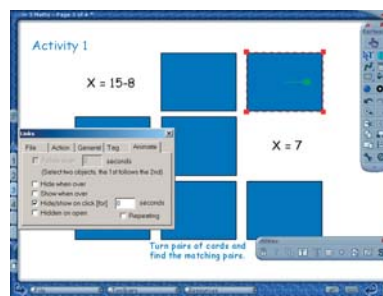 Activity 1
X = 15-8
X = 7
Links
File Action General Tag Animate
seconds
(Select two objects, the 1st follows the 2nd)
Hide when over
Show when over
Hide/show on click [for] seconds
Hidden on open Repeating
Turn pairs of cards and
find the matching pairs.